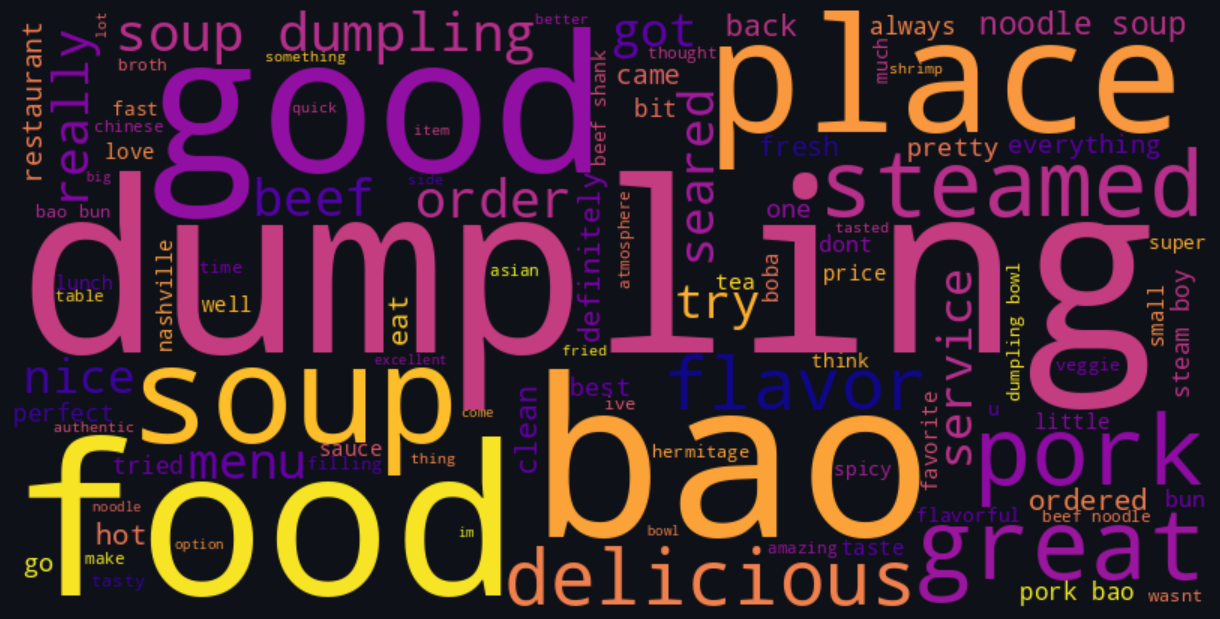 lot
soup dumpling
better
got
back
always
noodle soup
restaurant
really
broth
something
good
thought
place
much
shrimp
came
beef shank
bit
seared
fast
chinese
love
quick
item
fresh
pretty
everything
big
beef
side
order
steamed
bao bun
definitely
atmosphere
one
tasted
dont
super
dumpling
nashville
lunch
table
time
well
asian
eat
try
tea
boba
price
service
dumpling bowl
small
steam boy
fried
excellent
think
veggie
nice
soup
flavor
best
ive
bao
clean
favorite
u
little
perfect
authentic
come
pork
tried
menu
sauce
filling
thing
hermitage
spicy
food
noodle
hot
option
im
go
make
tasty
bowl
amazing
taste
delicious
ordered
bun
flavorful
beef noodle
great
pork bao
wasnt